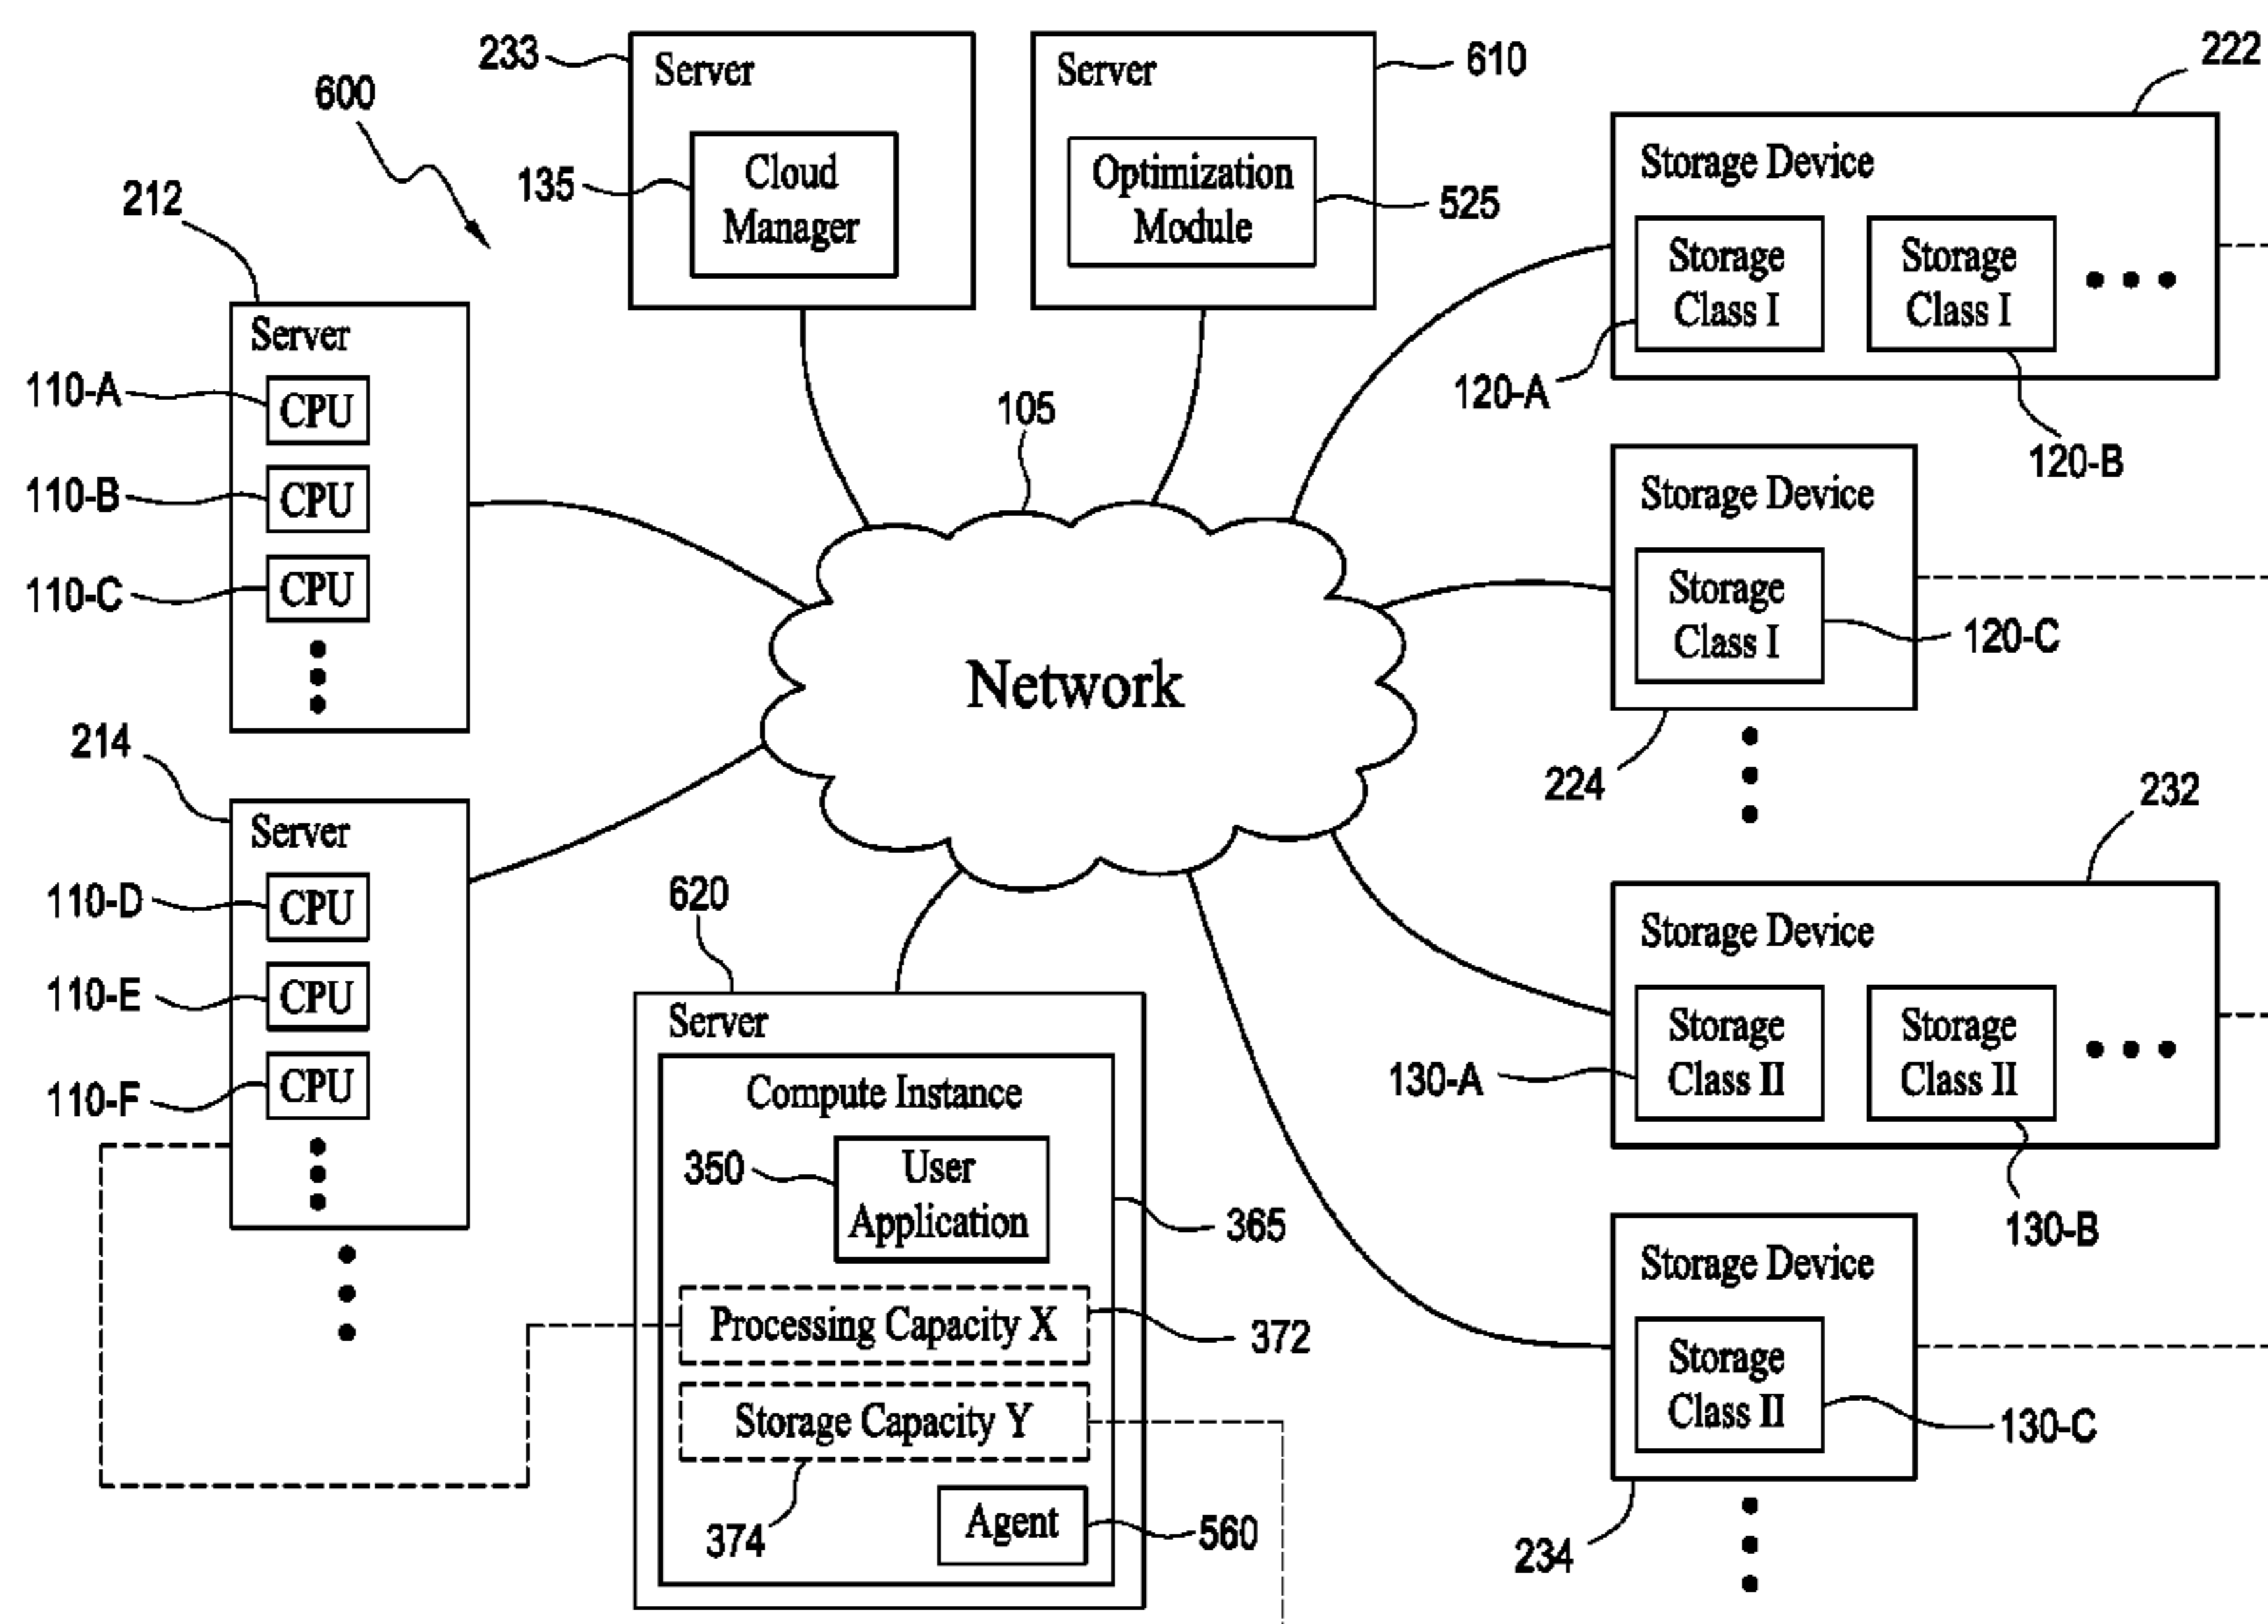 600
233
Server
135
Cloud
Manager
Server
610
Optimization
Module
525
222
Storage Device
Storage
Class I
Storage
Class I
120-A
120-B
212
Server
110-A
CPU
110-B
CPU
110-C
CPU
105
Network
Storage Device
Storage
Class I
120-C
224
214
Server
110-D
CPU
110-E
CPU
110-F
CPU
232
Storage Device
Storage
Class II
Storage
Class II
130-A
130-B
620
Server
Compute Instance
350
User
Application
365
Processing Capacity X
372
Storage Capacity Y
374
Agent
560
Storage Device
Storage
Class II
130-C
234